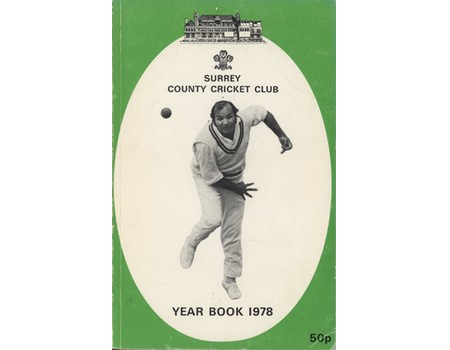 SURREY
COUNTY CRICKET CLUB
YEAR BOOK 1978
50p